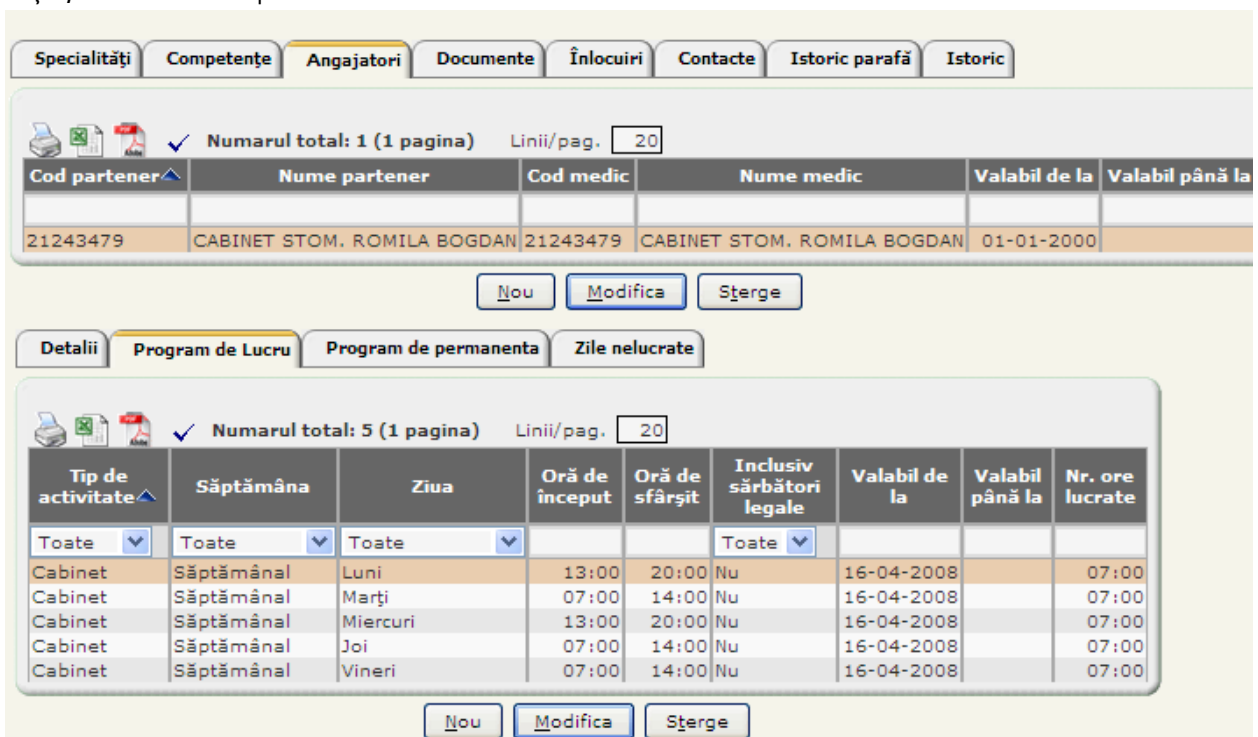 Specialităţi Competenţe Angajatori Documente Înlocuiri Contacte Istoric parafă Istoric
Numarul total: 1 (1 pagina) Linii/pag. 20
Cod partener Nume partener Cod medic Nume medic Valabil de la Valabil până la
21243479 CABINET STOM. ROMILA BOGDAN 21243479 CABINET STOM. ROMILA BOGDAN 01-01-2000
Nou Modifica Sterge
Detalii Program de Lucru Program de permanenta Zile nelucrate
Numarul total: 5 (1 pagina) Linii/pag. 20
Tip de activitate Săptămâna Ziua Oră de început Oră de sfârşit Inclusiv sărbători legale Valabil de la Valabil până la Nr. ore lucrate
Toate Toate Toate Toate
Cabinet Săptămânal Luni 13:00 20:00 Nu 16-04-2008 07:00
Cabinet Săptămânal Marţi 07:00 14:00 Nu 16-04-2008 07:00
Cabinet Săptămânal Miercuri 13:00 20:00 Nu 16-04-2008 07:00
Cabinet Săptămânal Joi 07:00 14:00 Nu 16-04-2008 07:00
Cabinet Săptămânal Vineri 07:00 14:00 Nu 16-04-2008 07:00
Nou Modifica Sterge